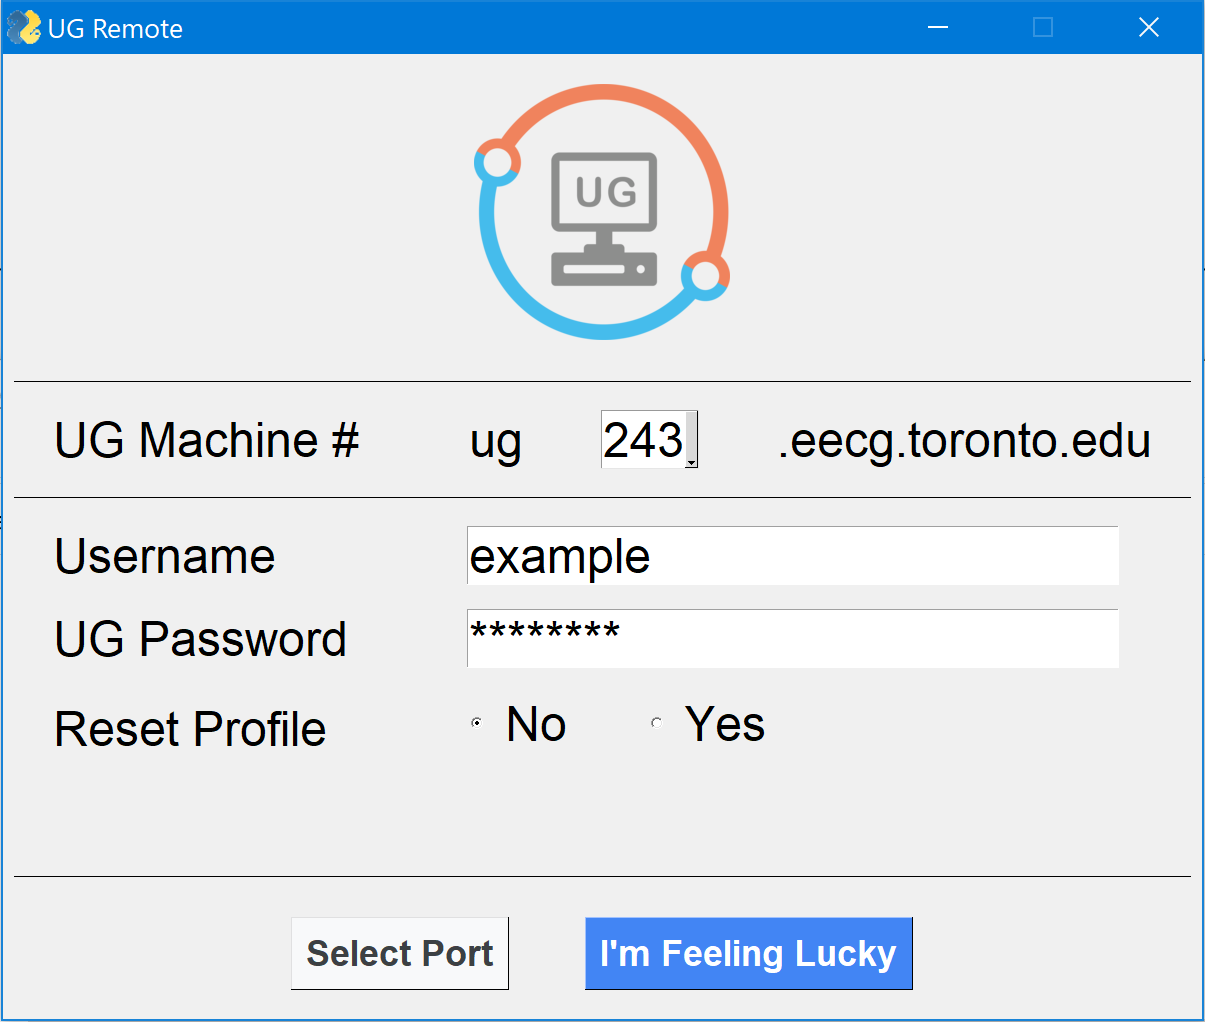 UG Remote
UG
UG Machine # ug 243 .eecg.toronto.edu
Username example
UG Password ********
Reset Profile No Yes
Select Port I'm Feeling Lucky